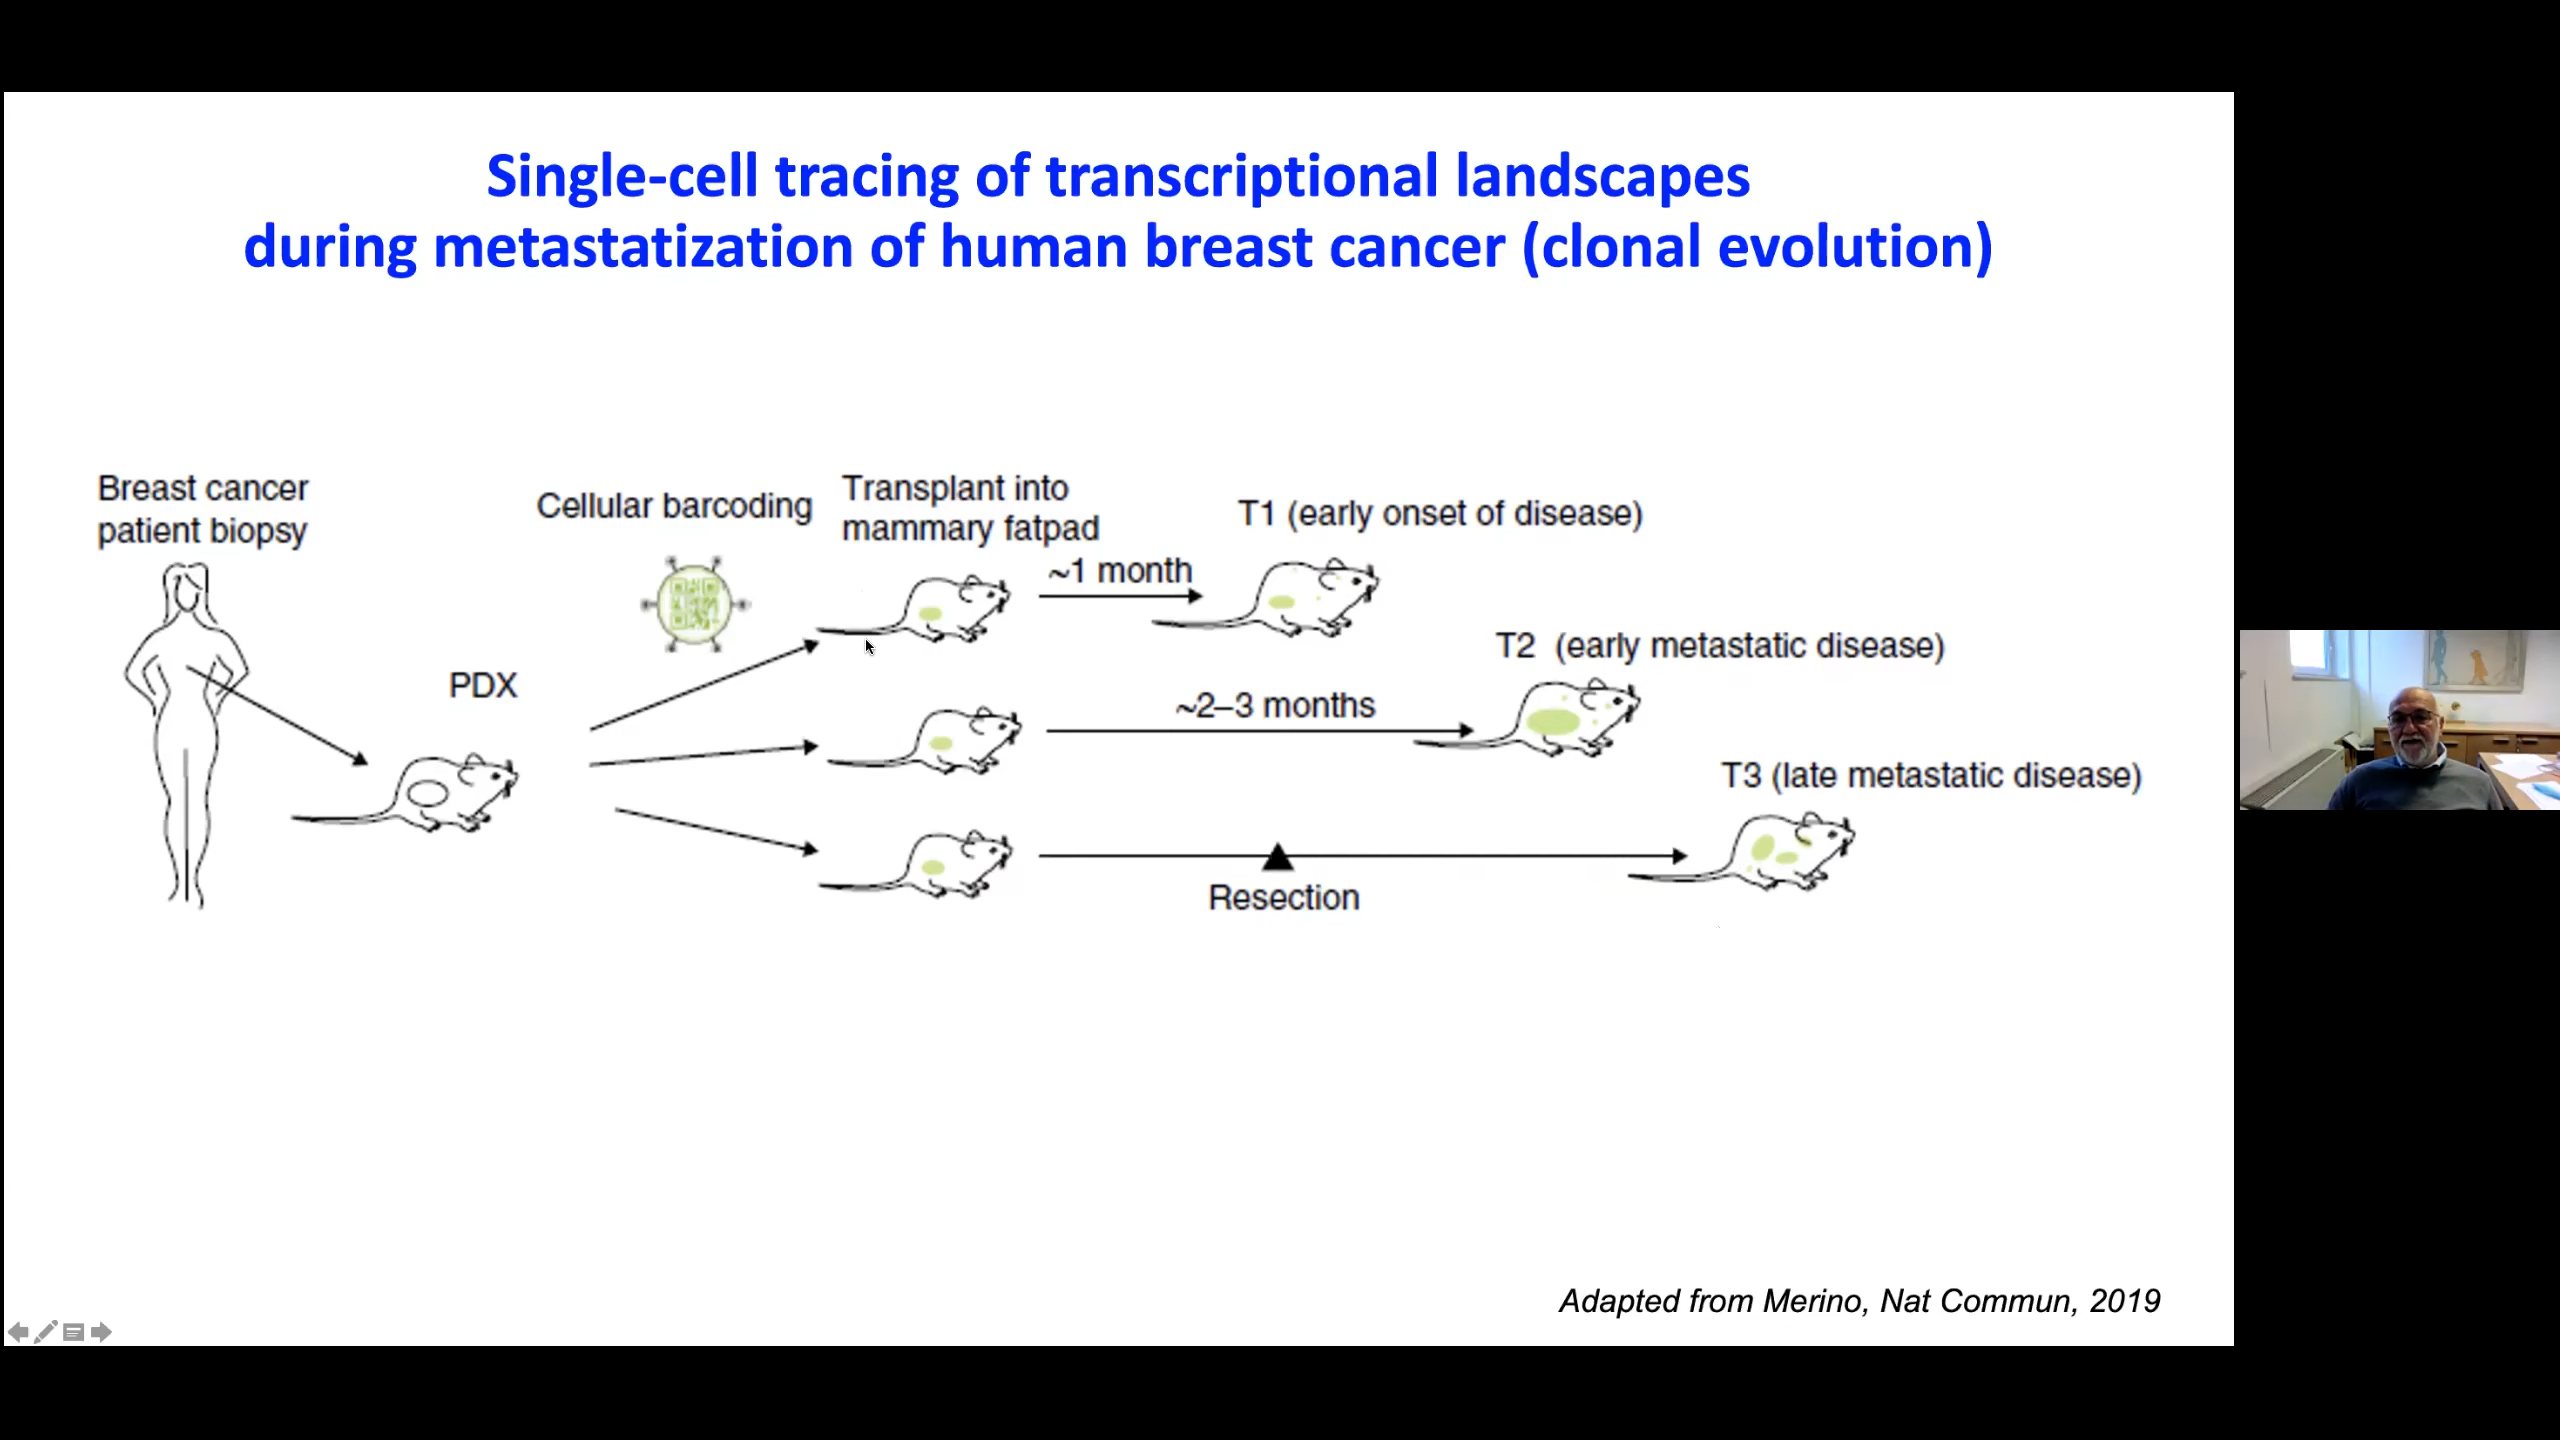 Single-cell tracing of transcriptional landscapes
during metastatization of human breast cancer (clonal evolution)
Breast cancer
patient biopsy
PDX
Cellular barcoding
Transplant into
mammary fatpad
~1 month
T1 (early onset of disease)
~2–3 months
T2 (early metastatic disease)
Resection
T3 (late metastatic disease)
Adapted from Merino, Nat Commun, 2019